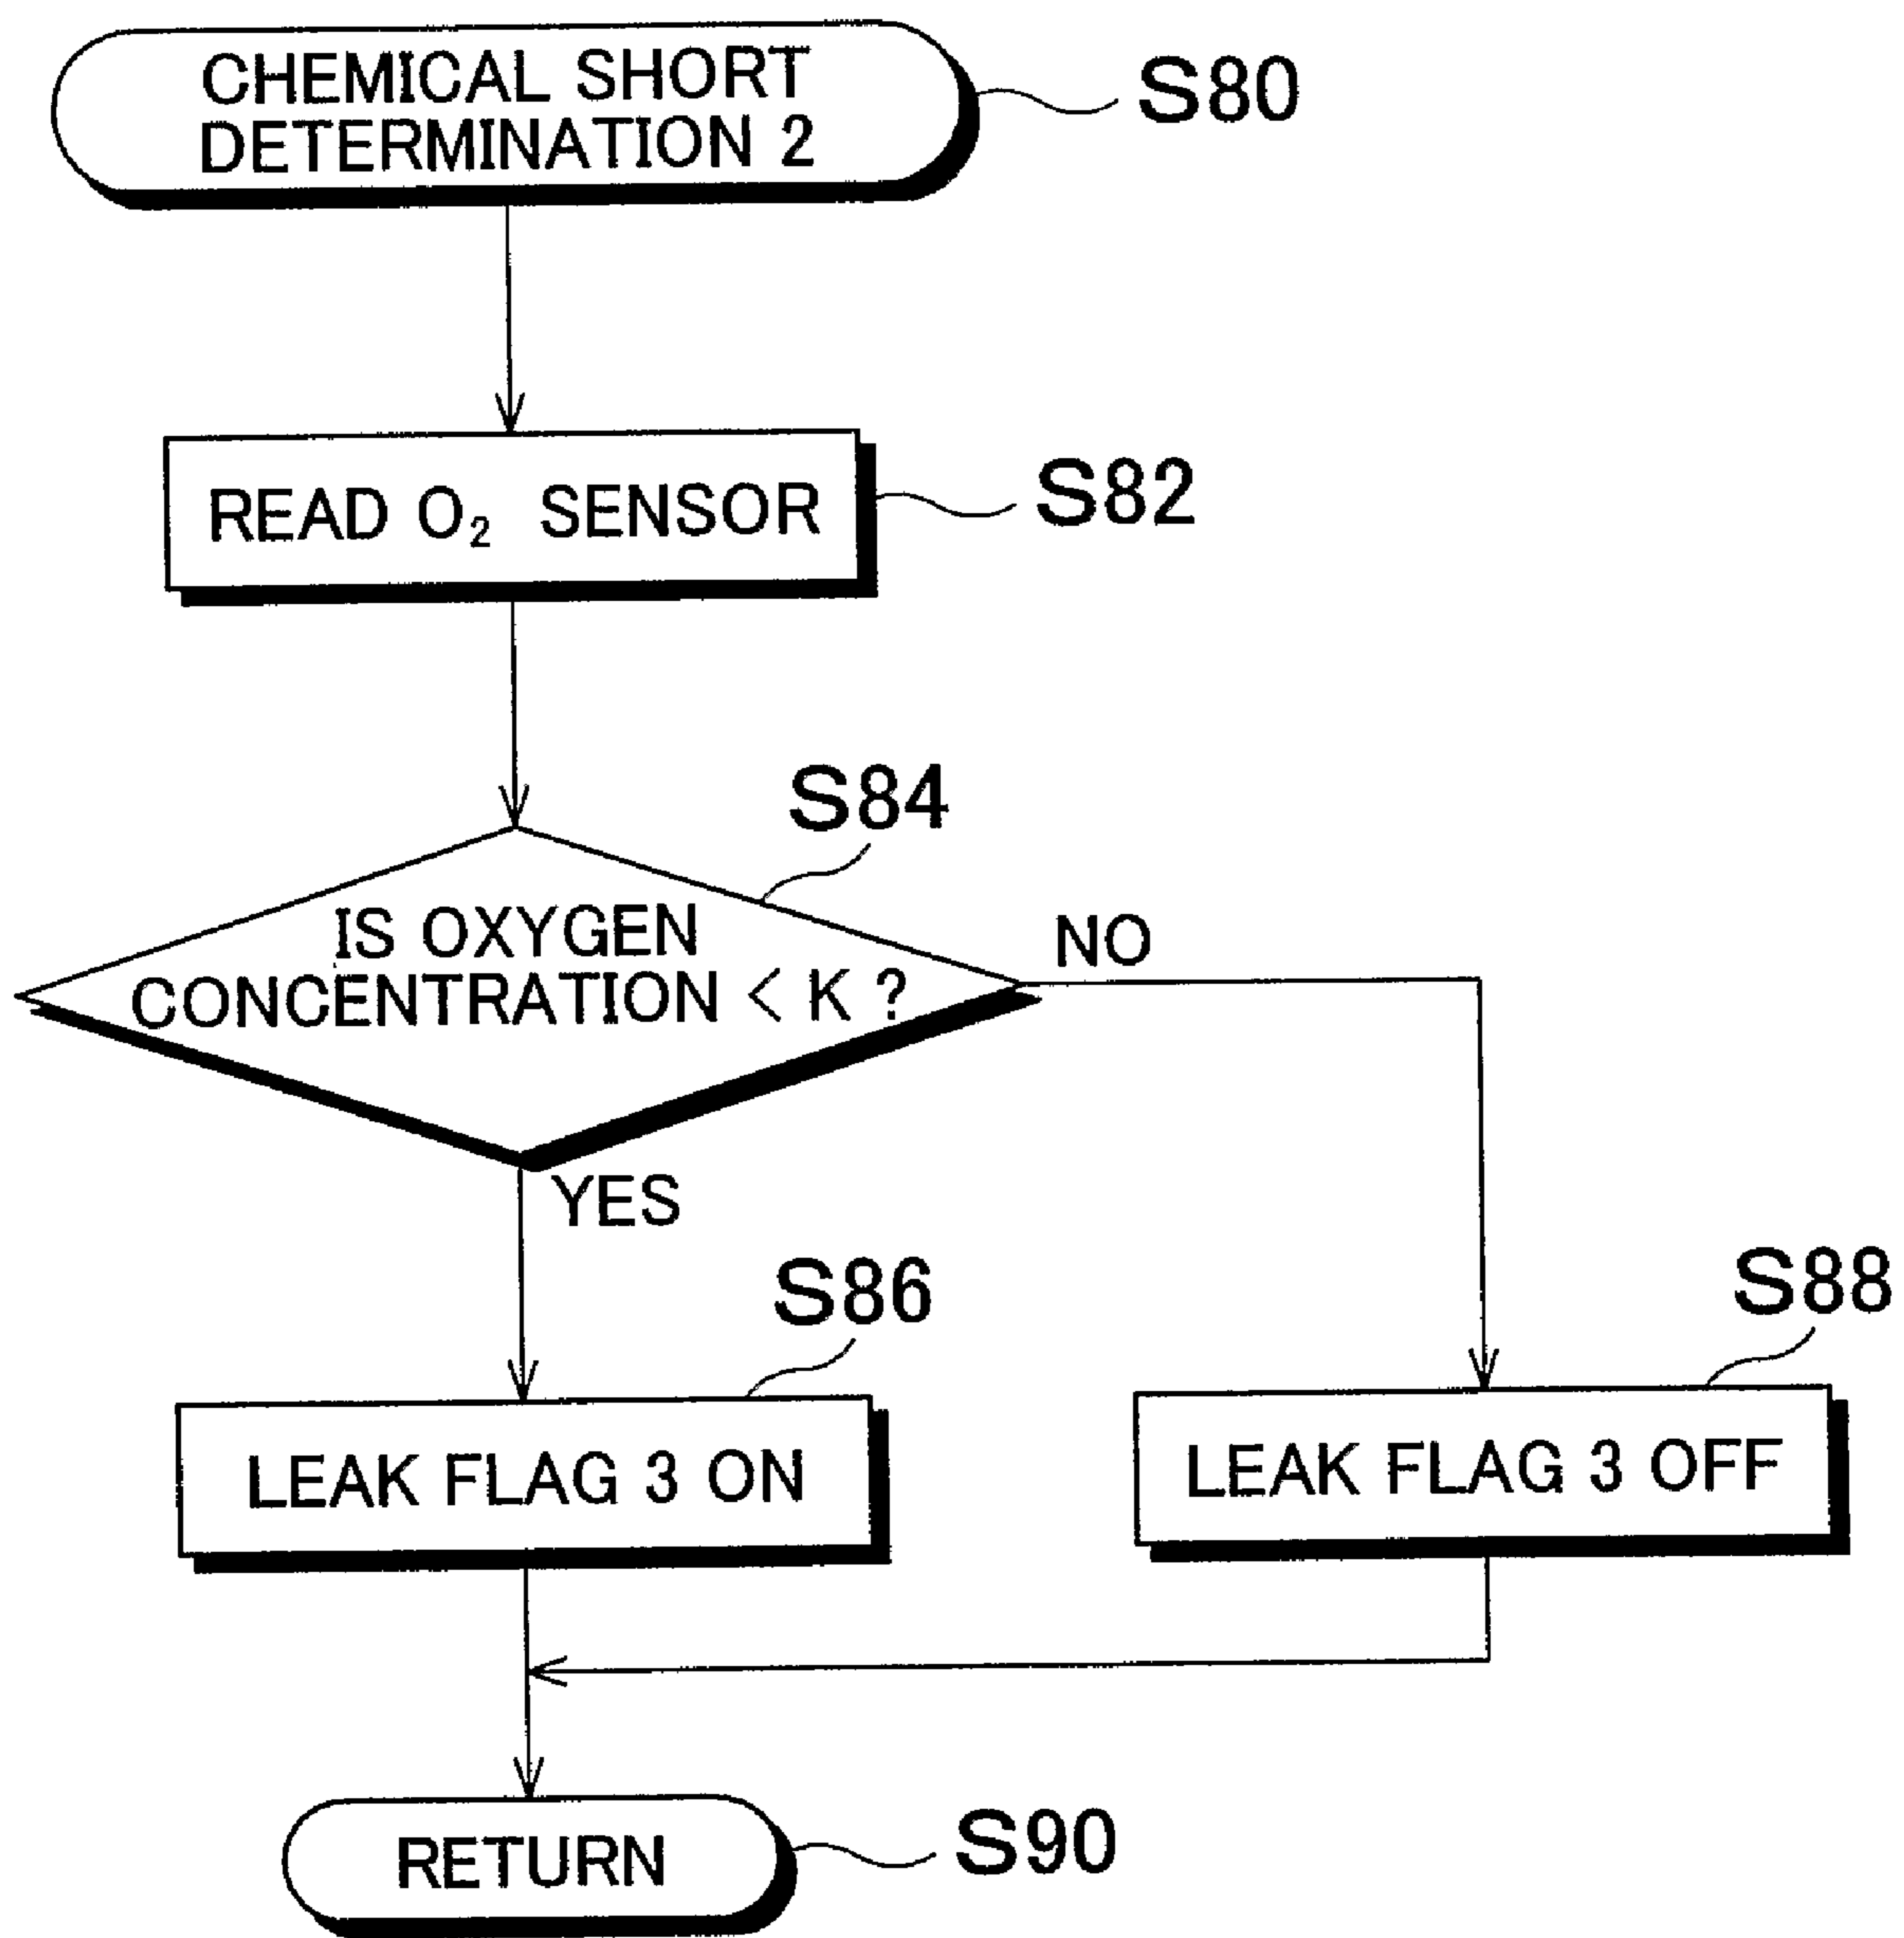 CHEMICAL SHORT
DETERMINATION 2
S80
READ O₂ SENSOR
S82
S84
IS OXYGEN
CONCENTRATION < K ?
NO
YES
S86
S88
LEAK FLAG 3 ON
LEAK FLAG 3 OFF
RETURN
S90